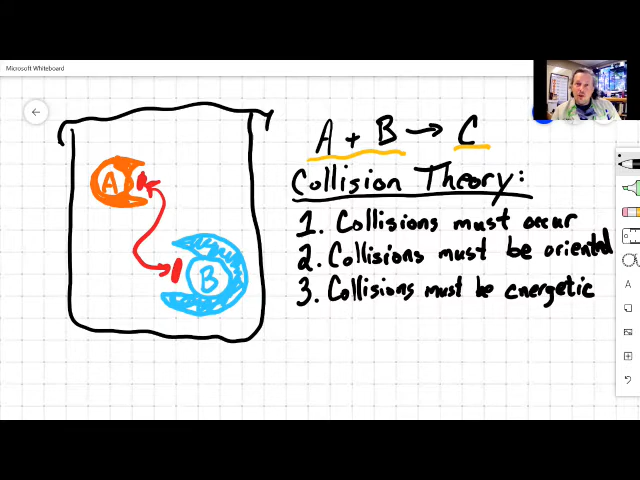 Microsoft Whiteboard
A + B → C
Collision Theory:
1. Collisions must occur
2. Collisions must be oriented
3. Collisions must be energetic
A
B
A